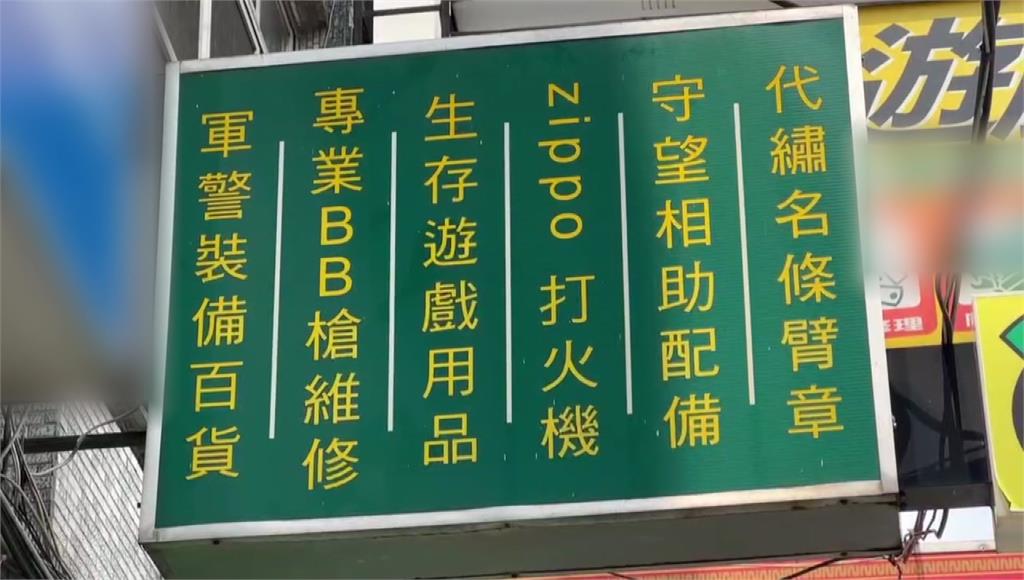 代繡名條臂章
守望相助配備
zippo 打火機
生存遊戲用品
專業BB槍維修
軍警裝備百貨
游